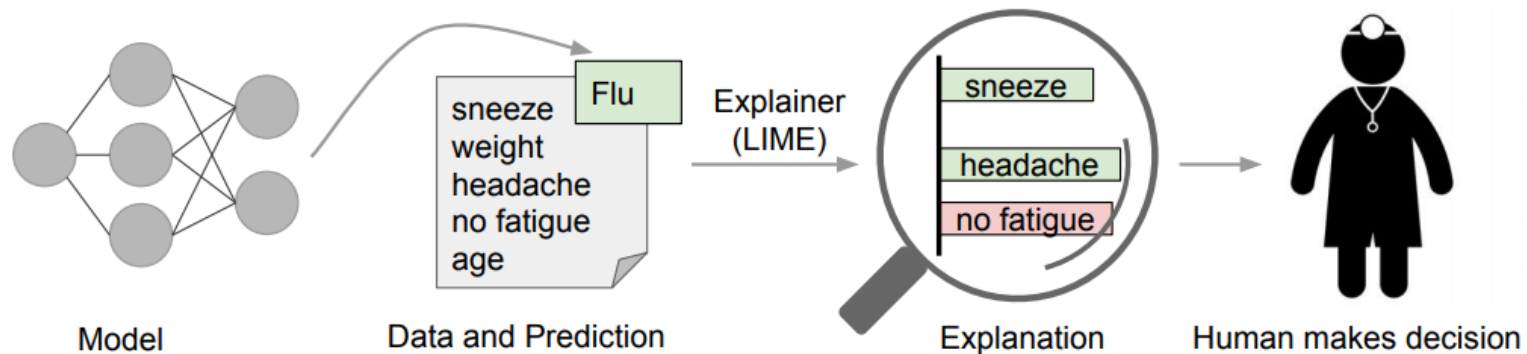 Flu
sneeze
weight
headache
no fatigue
age
Explainer
(LIME)
sneeze
headache
no fatigue
Model
Data and Prediction
Explanation
Human makes decision